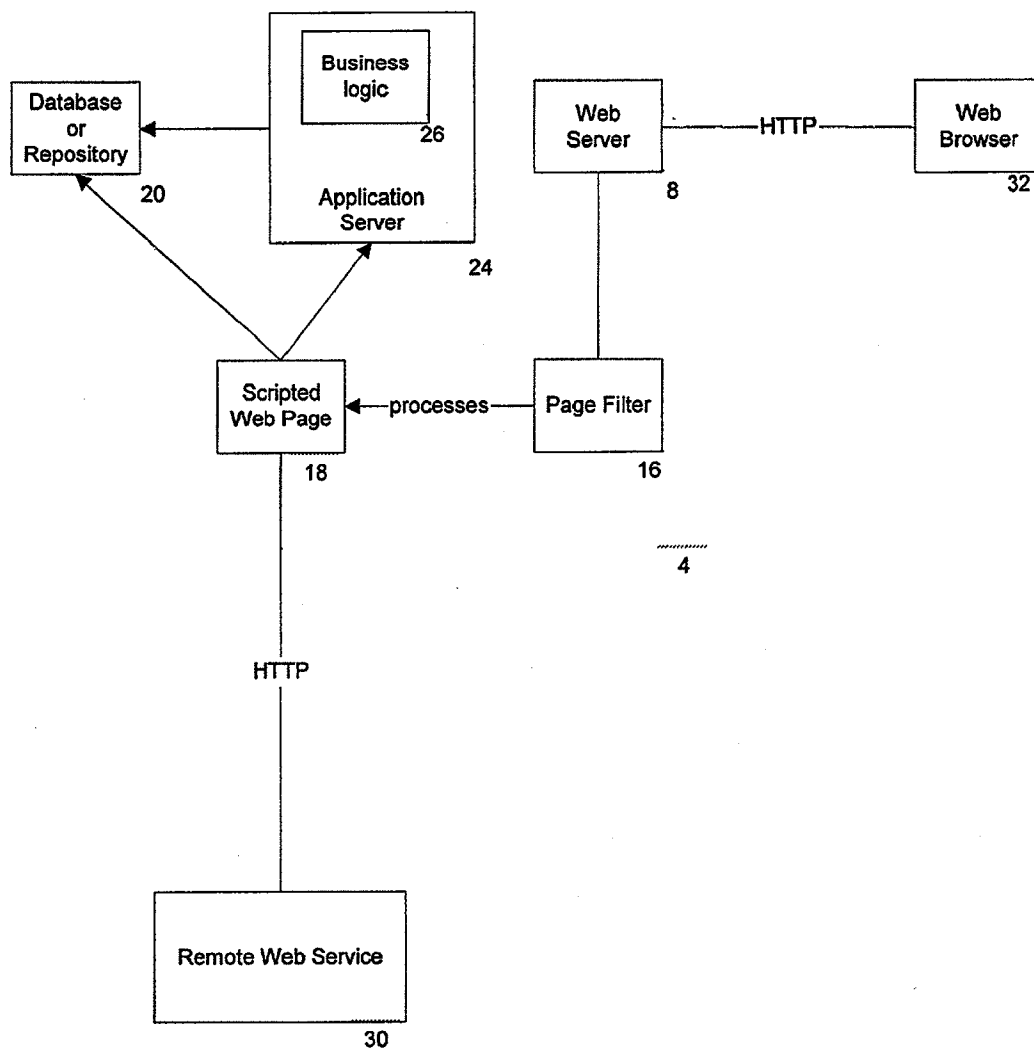 Business
logic
26
Database
or
Repository
20
Application
Server
24
Web
Server
8
HTTP
Web
Browser
32
Scripted
Web Page
18
processes
Page Filter
16
4
HTTP
Remote Web Service
30